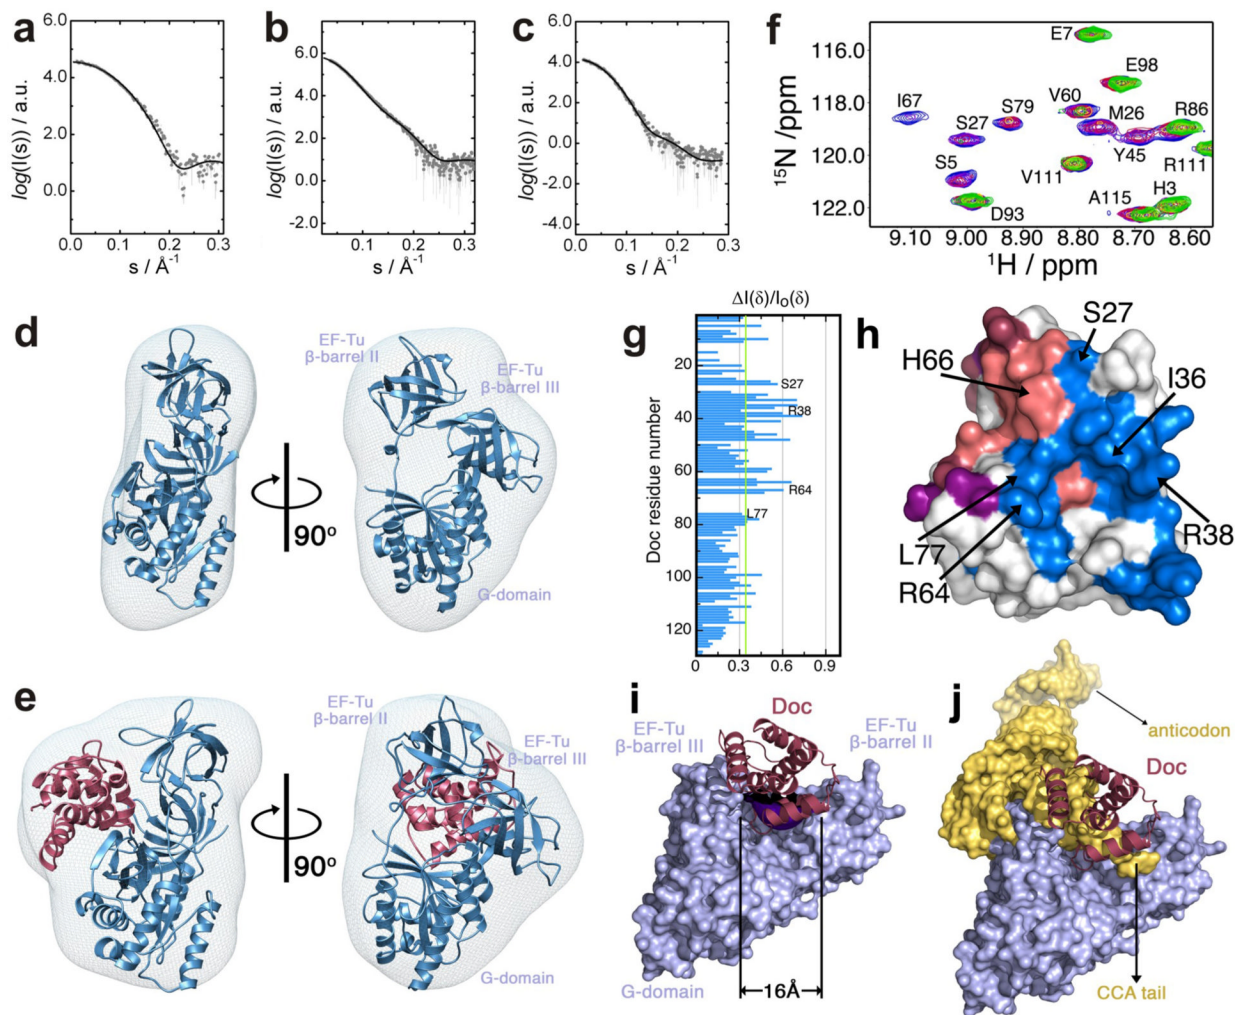 a
6.0
4.0
2.0
0.0
log(I(s)) / a.u.
0.0
0.1
0.2
0.3
s / Å⁻¹
b
6.0
4.0
2.0
0.0
-2.0
log(I(s)) / a.u.
0.1
0.2
0.3
s / Å⁻¹
c
6.0
4.0
2.0
0.0
-2.0
-4.0
log(I(s)) / a.u.
0.0
0.1
0.2
0.3
s / Å⁻¹
f
116.0
118.0
120.0
122.0
¹⁵N /ppm
E7
E98
I67
S79
V60
M26
R86
S27
Y45
S5
V111
R111
A115
H3
D93
9.10
9.00
8.90
8.80
8.70
8.60
¹H / ppm
d
EF-Tu
β-barrel II
EF-Tu
β-barrel III
90º
G-domain
g
ΔI(δ)/I₀(δ)
20
40
60
80
100
120
Doc residue number
S27
R38
R64
L77
0
0.3
0.6
0.9
h
S27
H66
I36
L77
R64
R38
e
EF-Tu
β-barrel II
EF-Tu
β-barrel III
90º
G-domain
i
EF-Tu
β-barrel III
Doc
EF-Tu
β-barrel II
G-domain
16Å
j
anticodon
Doc
CCA tail